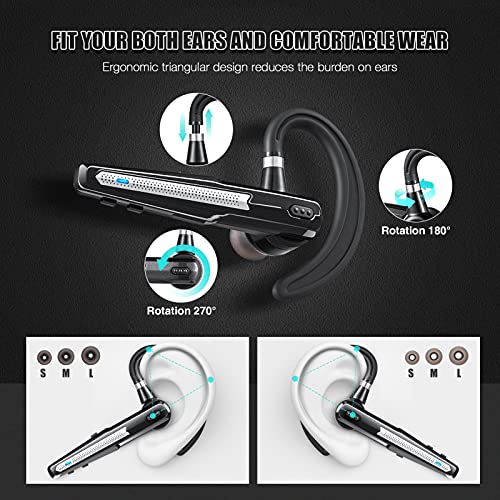 FIT YOUR BOTH EARS AND COMFORTABLE WEAR
Ergonomic triangular design reduces the burden on ears
Rotation 180°
Rotation 270°
S M L
S M L